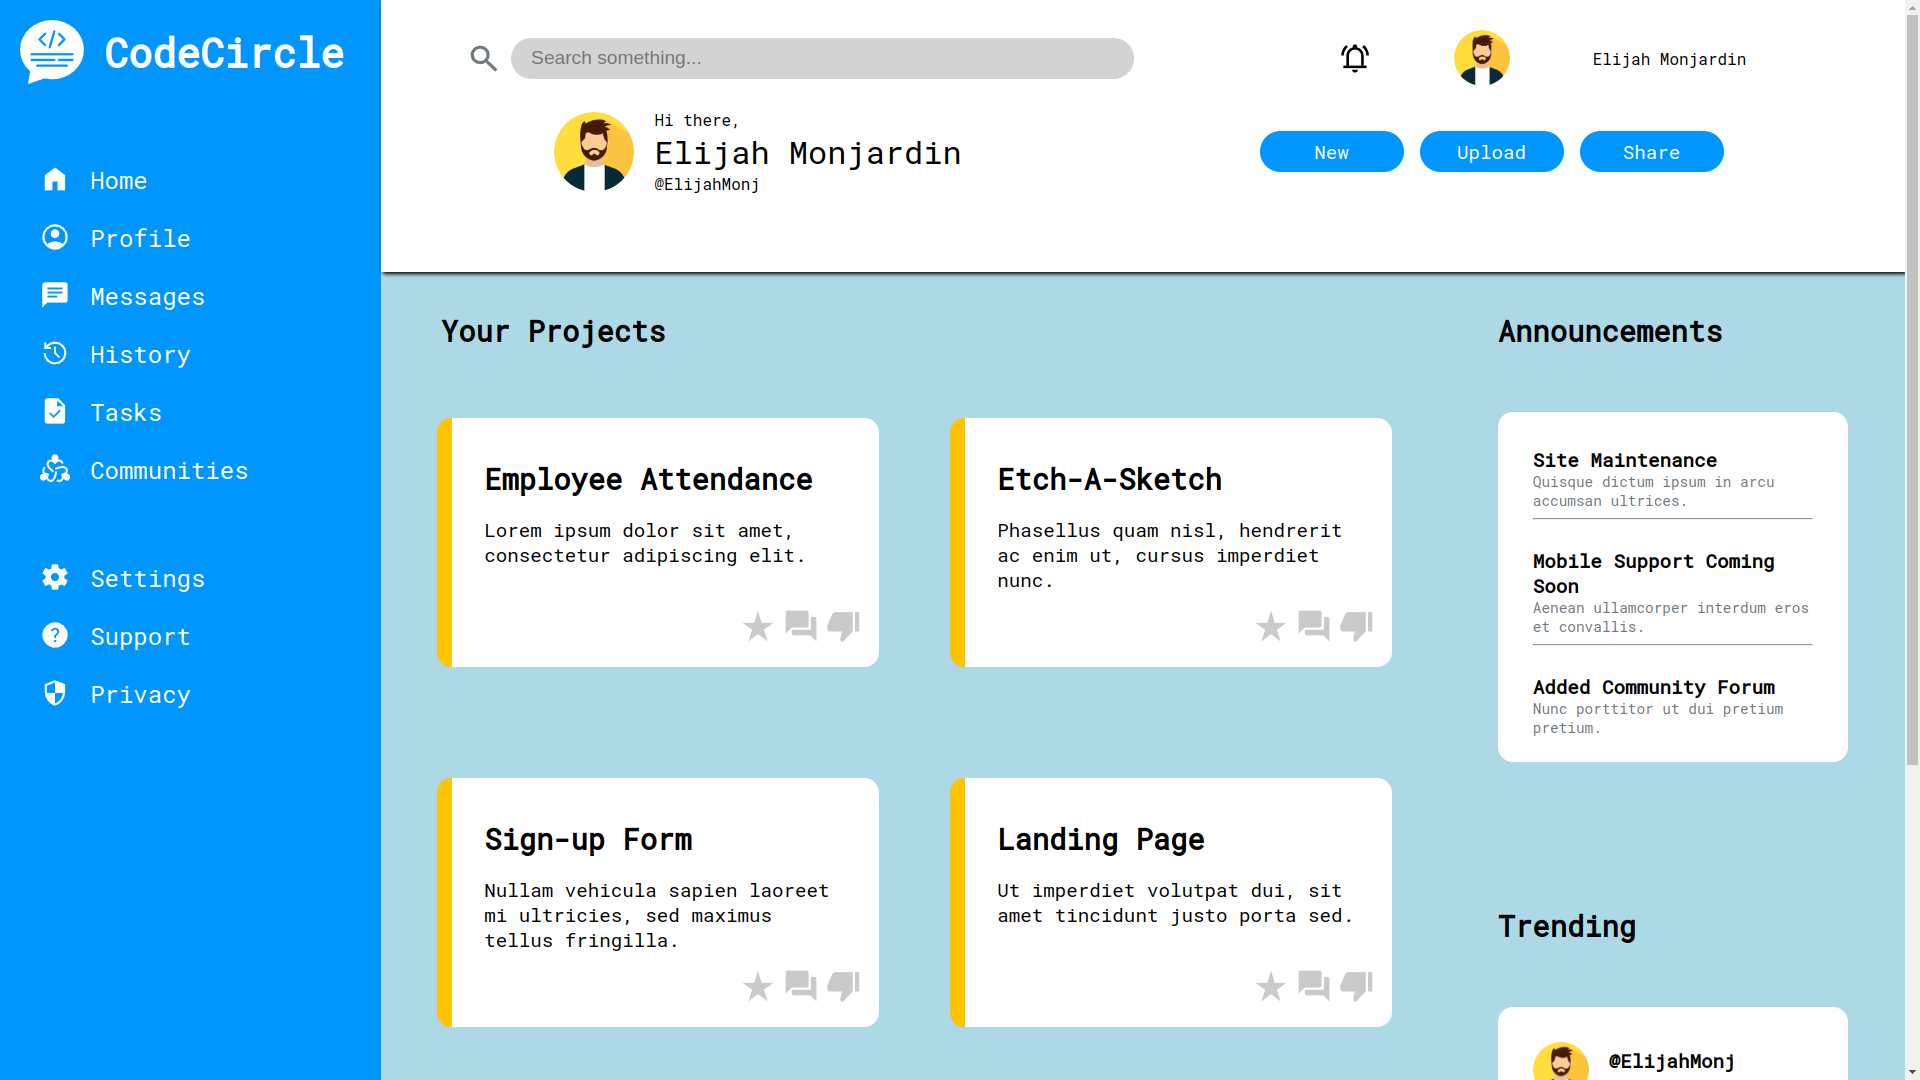 CodeCircle
Home
Profile
Messages
History
Tasks
Communities
Settings
Support
Privacy
Search something...
Elijah Monjardin
Hi there,
Elijah Monjardin
@ElijahMonj
New
Upload
Share
Your Projects
Employee Attendance
Lorem ipsum dolor sit amet,
consectetur adipiscing elit.
Etch-A-Sketch
Phasellus quam nisl, hendrerit
ac enim ut, cursus imperdiet
nunc.
Sign-up Form
Nullam vehicula sapien laoreet
mi ultricies, sed maximus
tellus fringilla.
Landing Page
Ut imperdiet volutpat dui, sit
amet tincidunt justo porta sed.
Announcements
Site Maintenance
Quisque dictum ipsum in arcu
accumsan ultrices.
Mobile Support Coming
Soon
Aenean ullamcorper interdum eros
et convallis.
Added Community Forum
Nunc porttitor ut dui pretium
pretium.
Trending
@ElijahMonj